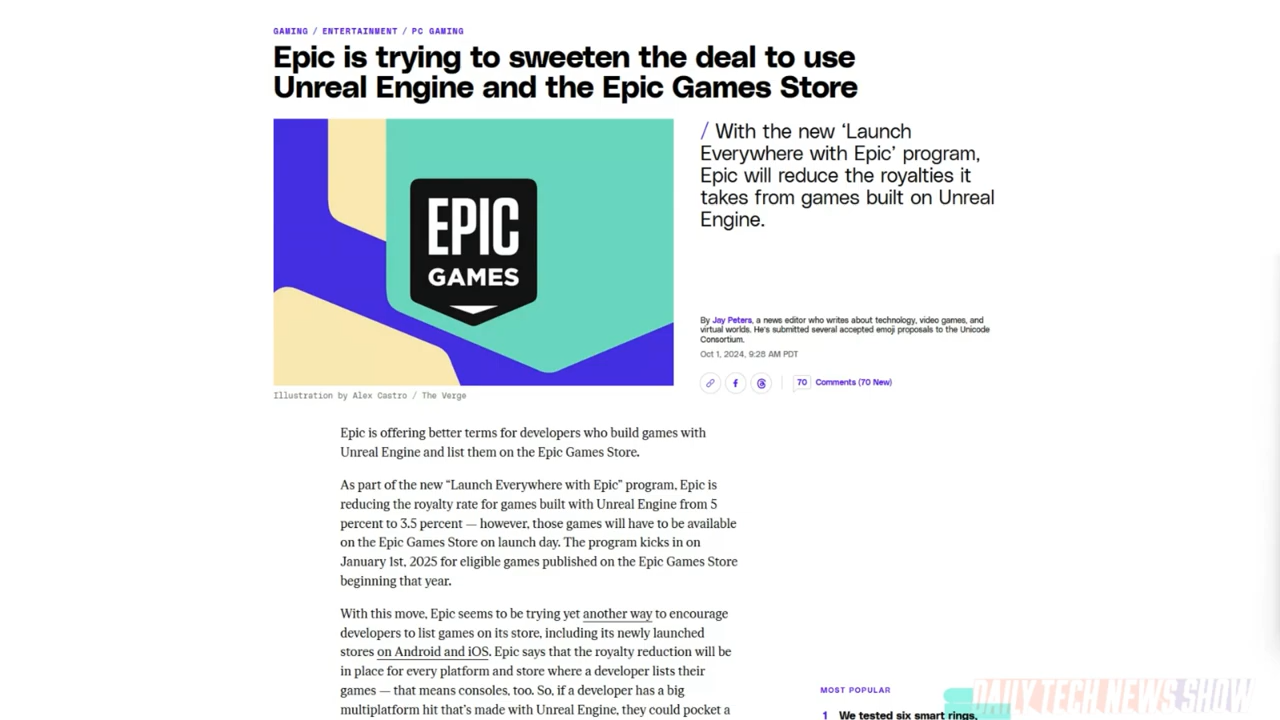 GAMING / ENTERTAINMENT / PC GAMING
Epic is trying to sweeten the deal to use
Unreal Engine and the Epic Games Store
/ With the new ‘Launch
Everywhere with Epic’ program,
Epic will reduce the royalties it
takes from games built on Unreal
Engine.
EPIC
GAMES
By Jay Peters, a news editor who writes about technology, video games, and
virtual worlds. He's submitted several accepted emoji proposals to the Unicode
Consortium.
Oct 1, 2024, 9:28 AM PDT
70 Comments (70 New)
Illustration by Alex Castro / The Verge
Epic is offering better terms for developers who build games with
Unreal Engine and list them on the Epic Games Store.
As part of the new “Launch Everywhere with Epic” program, Epic is
reducing the royalty rate for games built with Unreal Engine from 5
percent to 3.5 percent — however, those games will have to be available
on the Epic Games Store on launch day. The program kicks in on
January 1st, 2025 for eligible games published on the Epic Games Store
beginning that year.
With this move, Epic seems to be trying yet another way to encourage
developers to list games on its store, including its newly launched
stores on Android and iOS. Epic says that the royalty reduction will be
in place for every platform and store where a developer lists their
games — that means consoles, too. So, if a developer has a big
multiplatform hit that's made with Unreal Engine, they could pocket a
MOST POPULAR
1 We tested six smart rings,
DAILY TECH NEWS SHOW